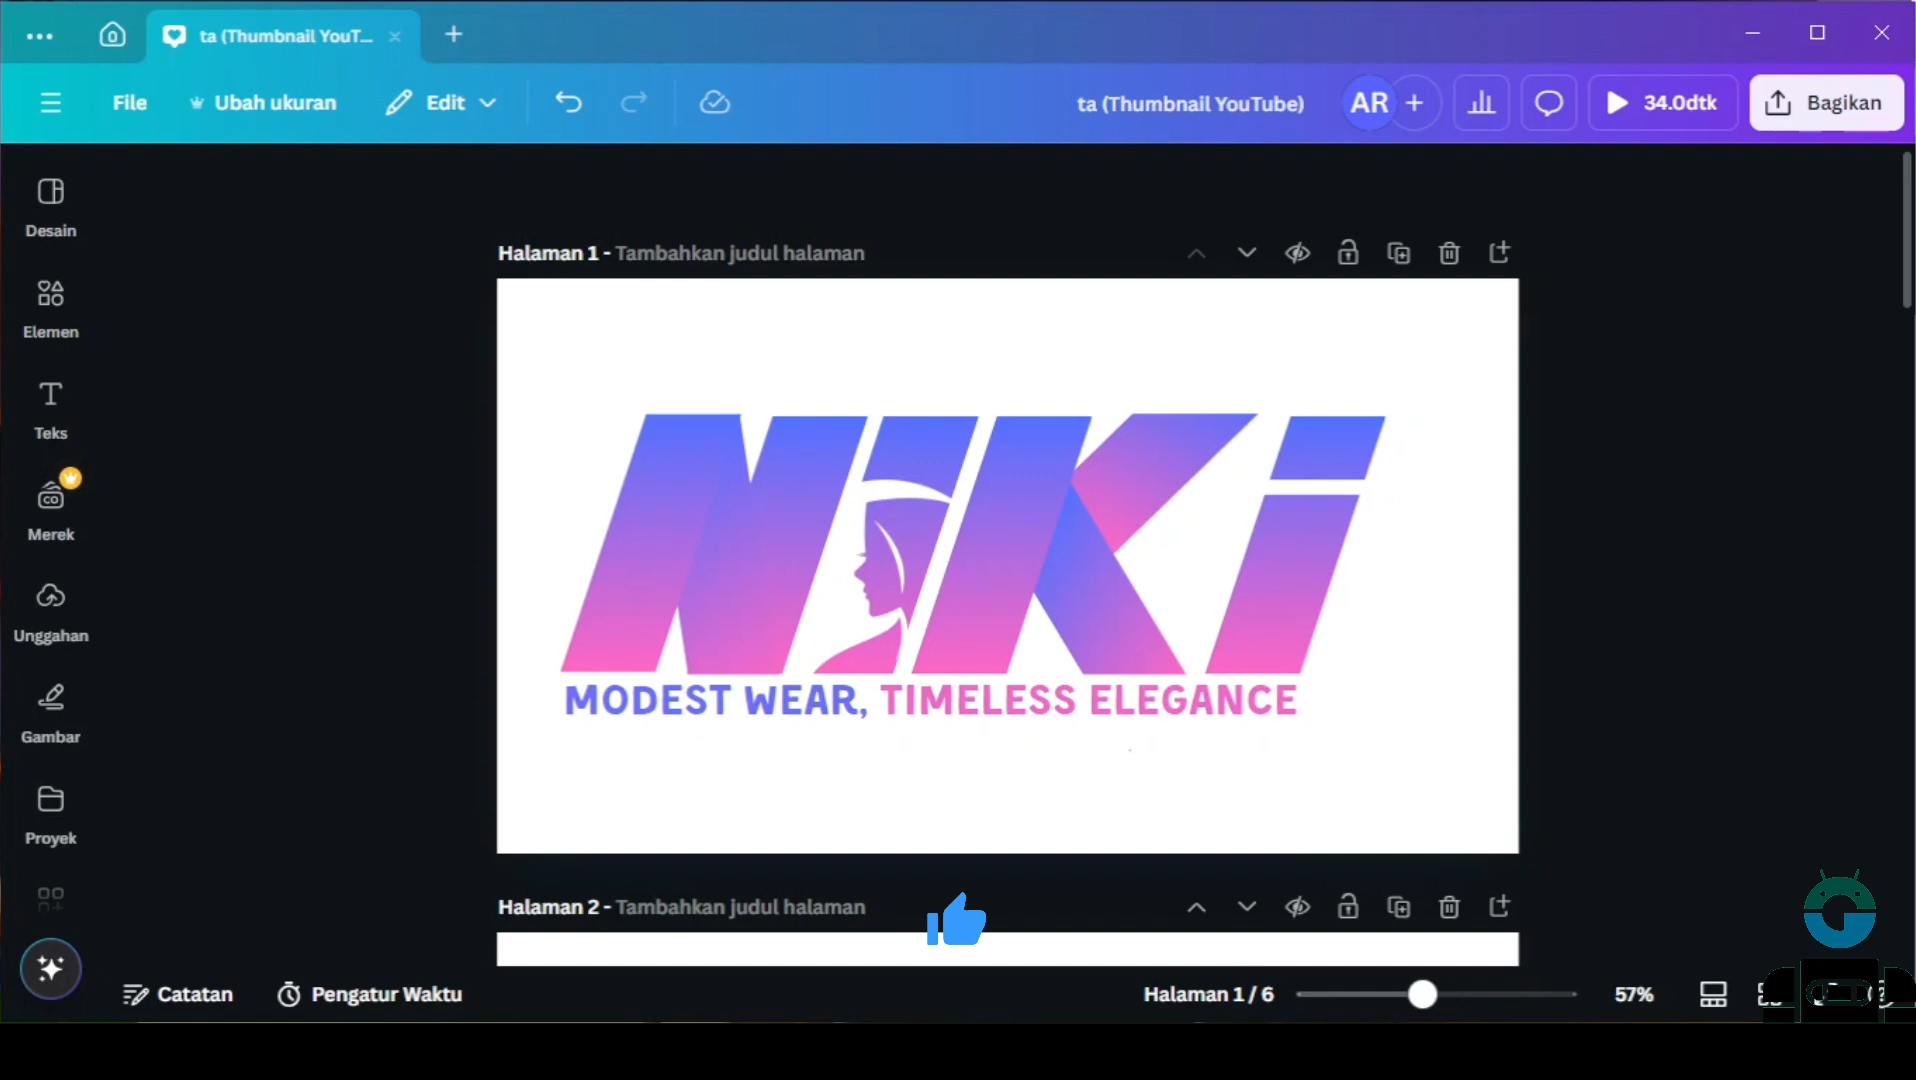 ta (Thumbnail YouT...
File
Ubah ukuran
Edit
ta (Thumbnail YouTube)
AR
34.0dtk
Bagikan
Desain
Elemen
Teks
Merek
Unggahan
Gambar
Proyek
Halaman 1 - Tambahkan judul halaman
NiKi
MODEST WEAR, TIMELESS ELEGANCE
Halaman 2 - Tambahkan judul halaman
Catatan
Pengatur Waktu
Halaman 1 / 6
57%